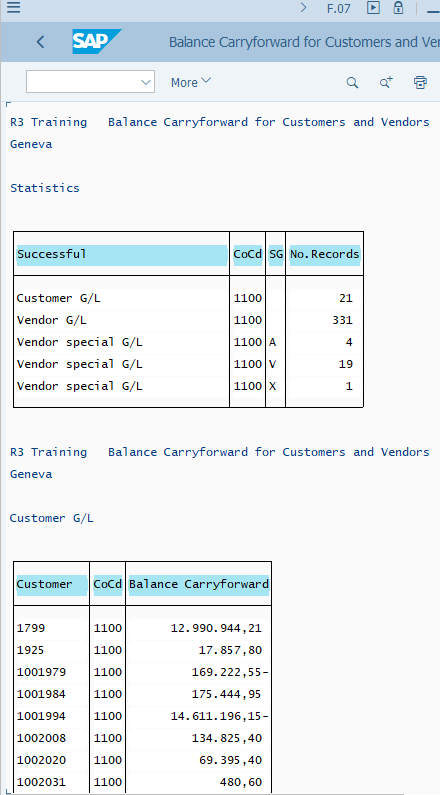 F.07
SAP
Balance Carryforward for Customers and Ver
More
R3 Training Balance Carryforward for Customers and Vendors
Geneva
Statistics
Successful CoCd SG No.Records
Customer G/L 1100 21
Vendor G/L 1100 331
Vendor special G/L 1100 A 4
Vendor special G/L 1100 V 19
Vendor special G/L 1100 X 1
R3 Training Balance Carryforward for Customers and Vendors
Geneva
Customer G/L
Customer CoCd Balance Carryforward
1799 1100 12.990.944,21
1925 1100 17.857,80
1001979 1100 169.222,55-
1001984 1100 175.444,95
1001994 1100 14.611.196,15-
1002008 1100 134.825,40
1002020 1100 69.395,40
1002031 1100 480,60